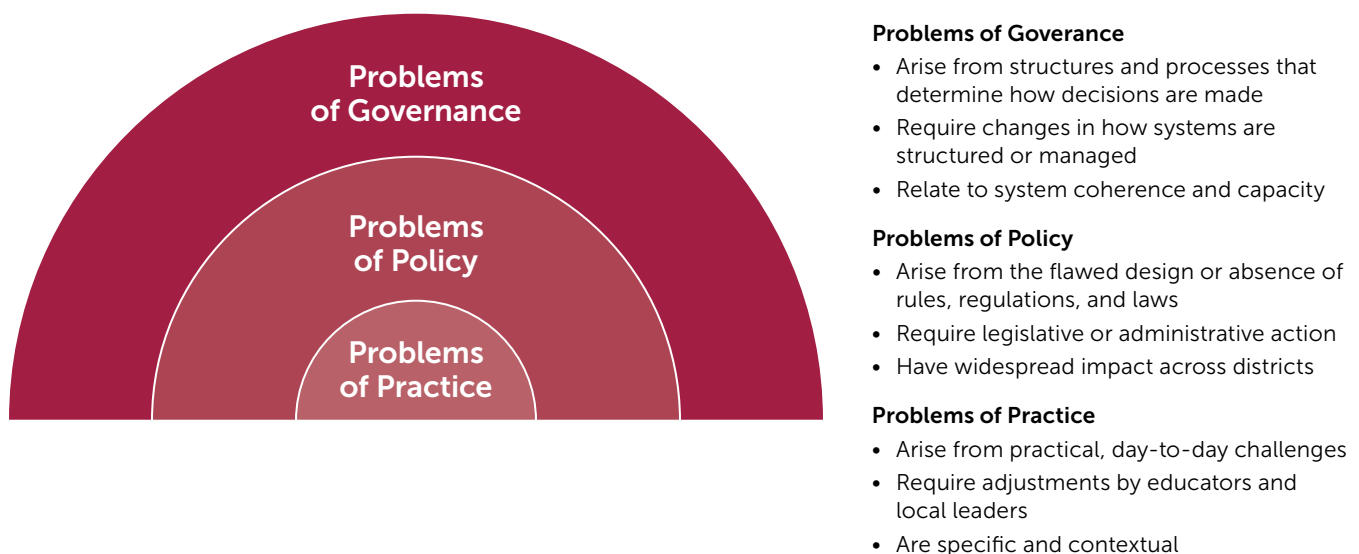 Problems
of Governance
Problems
of Policy
Problems
of Practice
Problems of Goverance
• Arise from structures and processes that
determine how decisions are made
• Require changes in how systems are
structured or managed
• Relate to system coherence and capacity
Problems of Policy
• Arise from the flawed design or absence of
rules, regulations, and laws
• Require legislative or administrative action
• Have widespread impact across districts
Problems of Practice
• Arise from practical, day-to-day challenges
• Require adjustments by educators and
local leaders
• Are specific and contextual